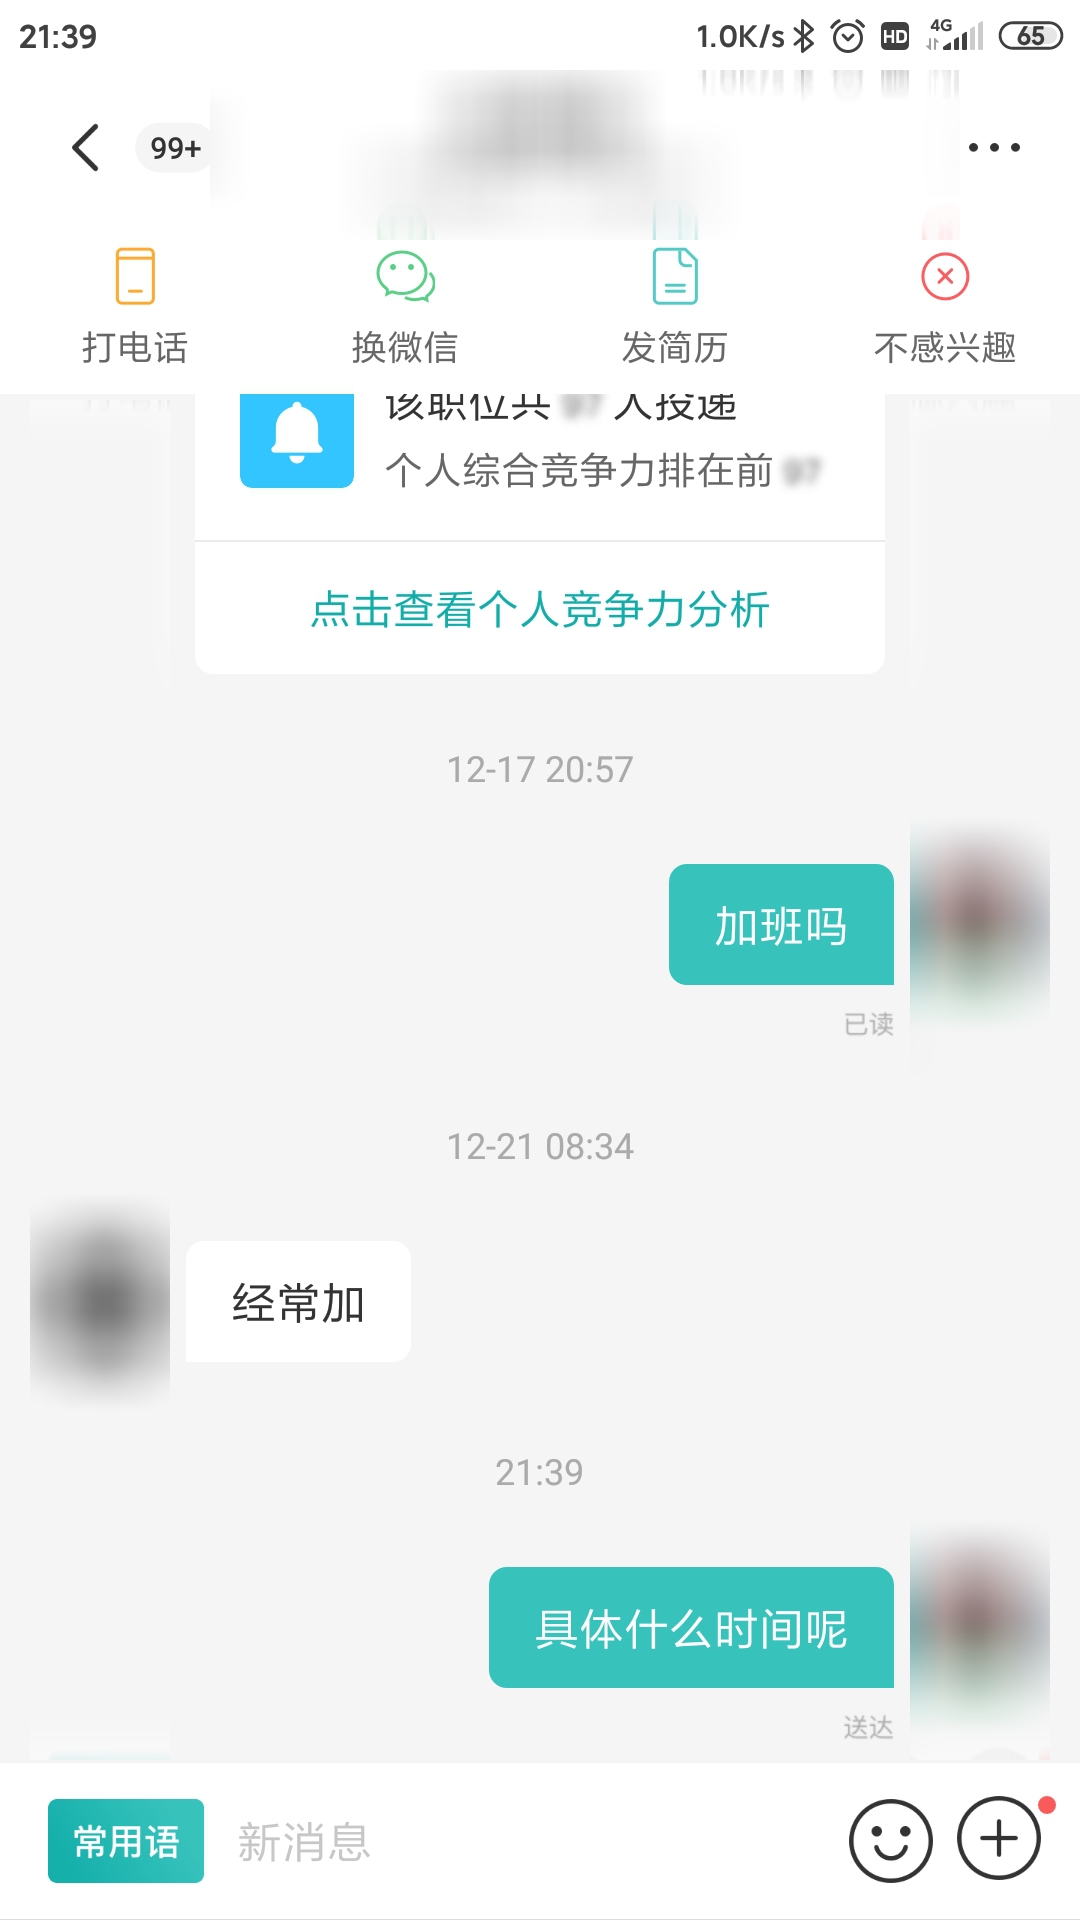 21:39
1.0K/s HD 4G 65
99+
打电话 换微信 发简历 不感兴趣
该职位共 97 人投递
个人综合竞争力排在前 97
点击查看个人竞争力分析
12-17 20:57
加班吗
已读
12-21 08:34
经常加
21:39
具体什么时间呢
送达
常用语 新消息